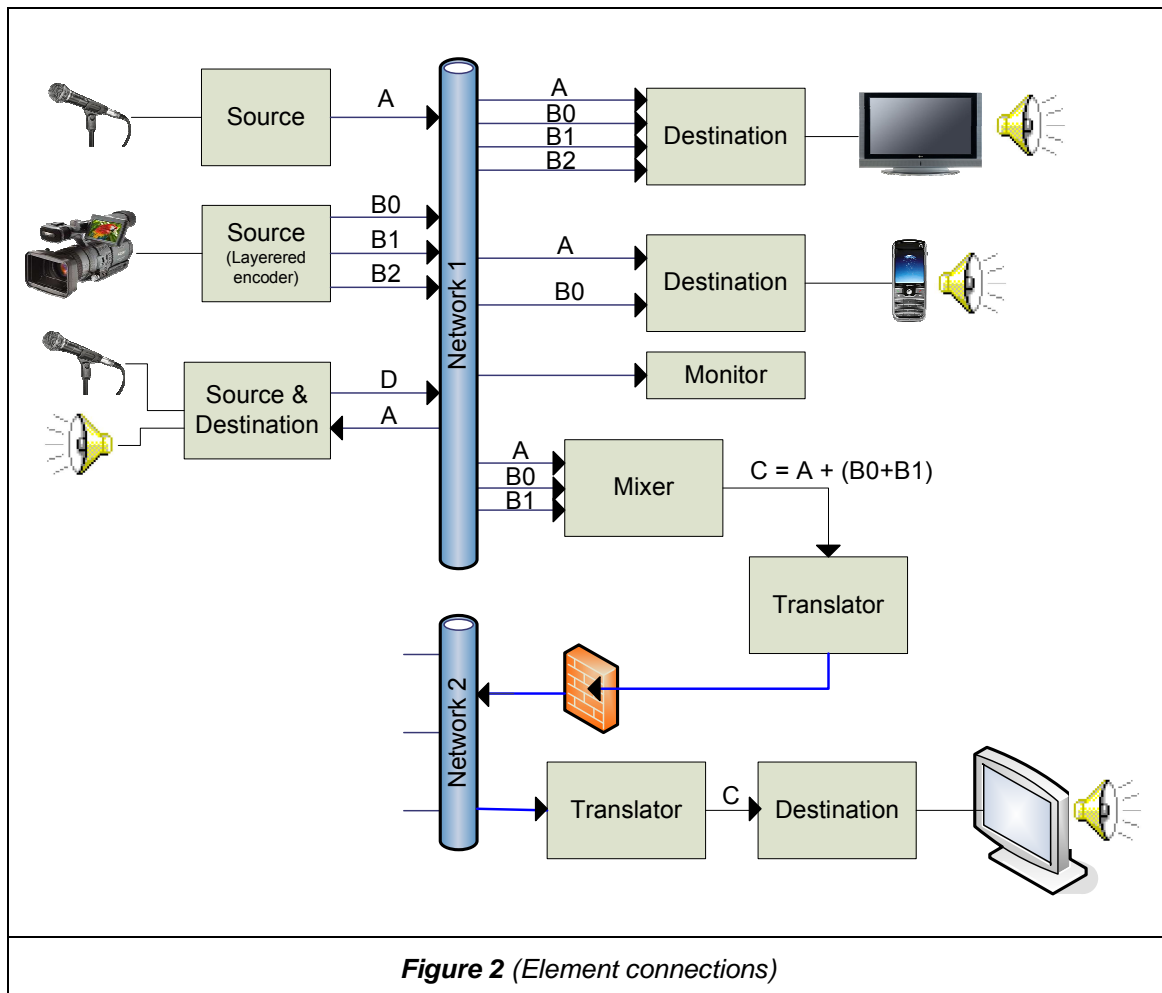 A
Source
A
B0
B1
B2
Destination
B0
B1
B2
Source
(Layerered
encoder)
Network 1
A
B0
Destination
D
A
Source &
Destination
Monitor
A
B0
B1
Mixer
C = A + (B0+B1)
Translator
Network 2
Translator
C
Destination
Figure 2 (Element connections)